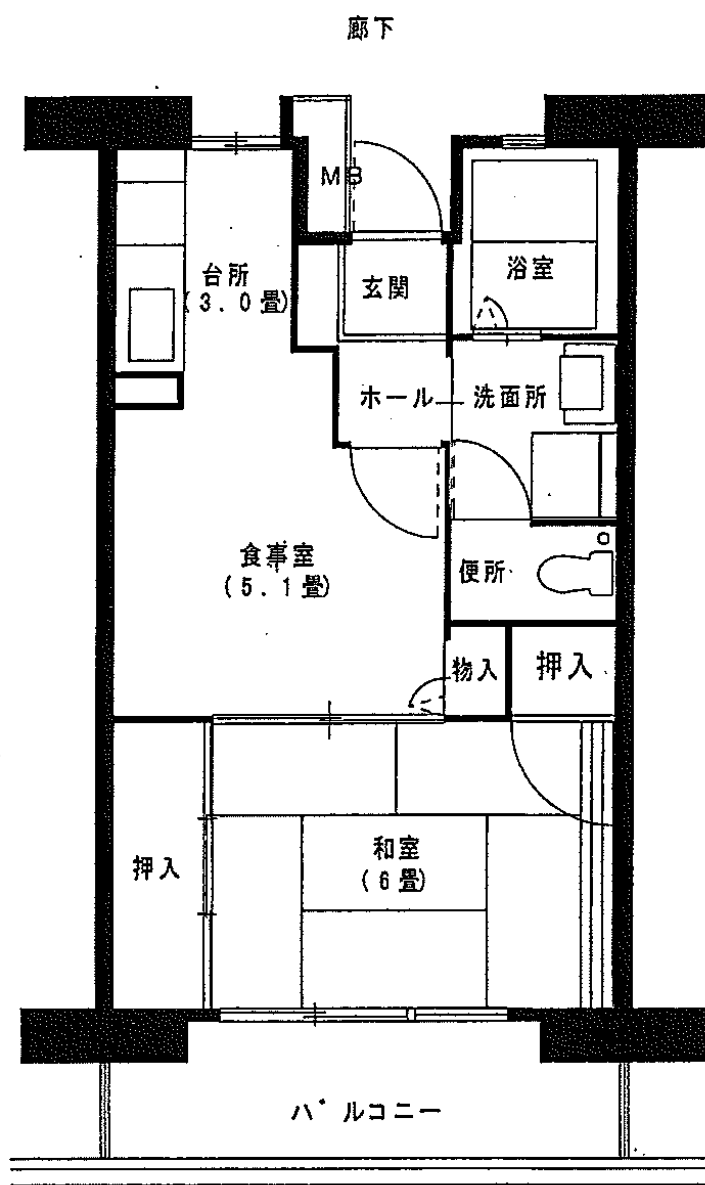 廊下
MB
台所
(3.0畳)
玄関
浴室
ホール
洗面所
食事室
(5.1畳)
便所
物入
押入
和室
(6畳)
押入
バルコニー